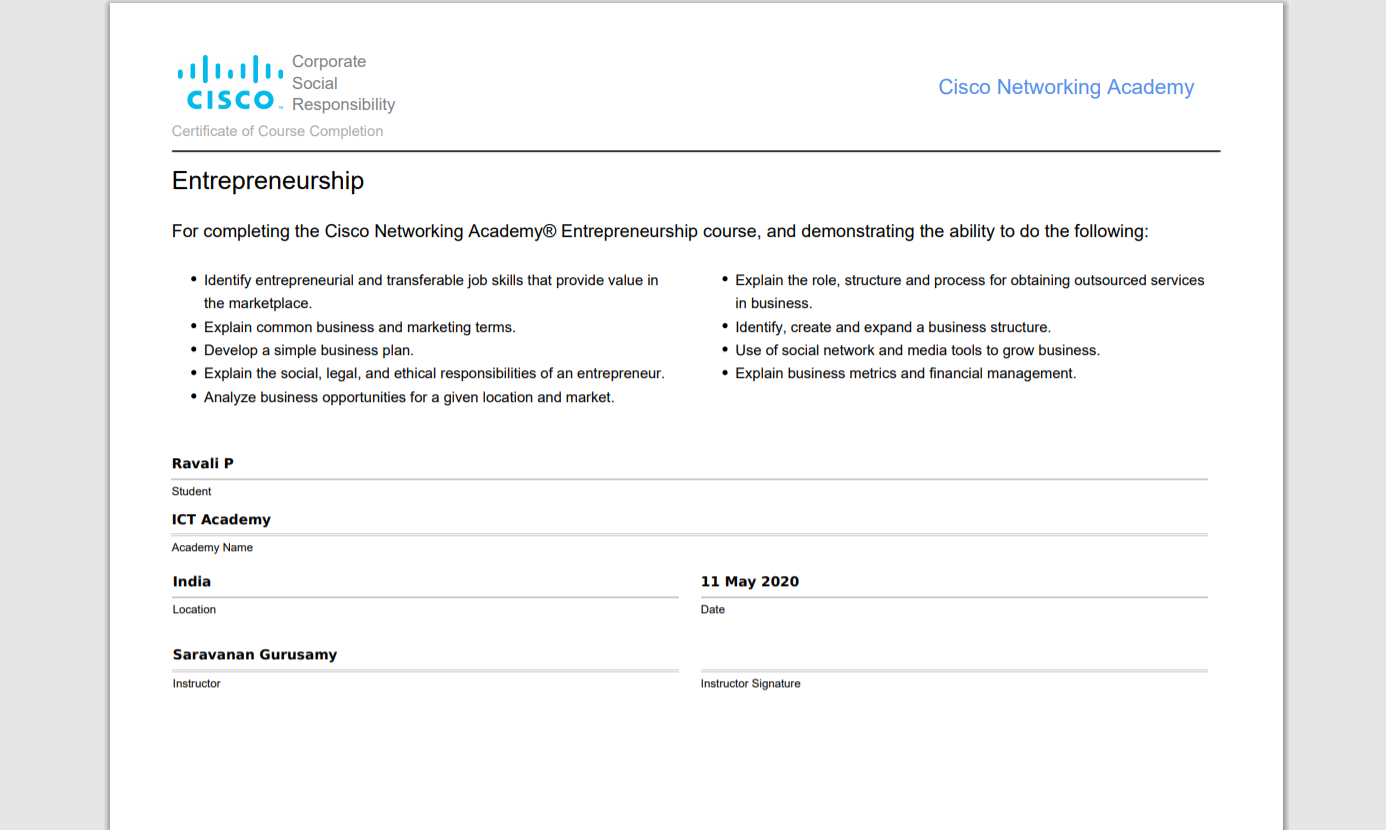 Corporate
Social
Responsibility
CISCO
Cisco Networking Academy
Certificate of Course Completion
Entrepreneurship
For completing the Cisco Networking Academy® Entrepreneurship course, and demonstrating the ability to do the following:
• Identify entrepreneurial and transferable job skills that provide value in
the marketplace.
• Explain common business and marketing terms.
• Develop a simple business plan.
• Explain the social, legal, and ethical responsibilities of an entrepreneur.
• Analyze business opportunities for a given location and market.
• Explain the role, structure and process for obtaining outsourced services
in business.
• Identify, create and expand a business structure.
• Use of social network and media tools to grow business.
• Explain business metrics and financial management.
Ravali P
Student
ICT Academy
Academy Name
India
Location
11 May 2020
Date
Saravanan Gurusamy
Instructor
Instructor Signature